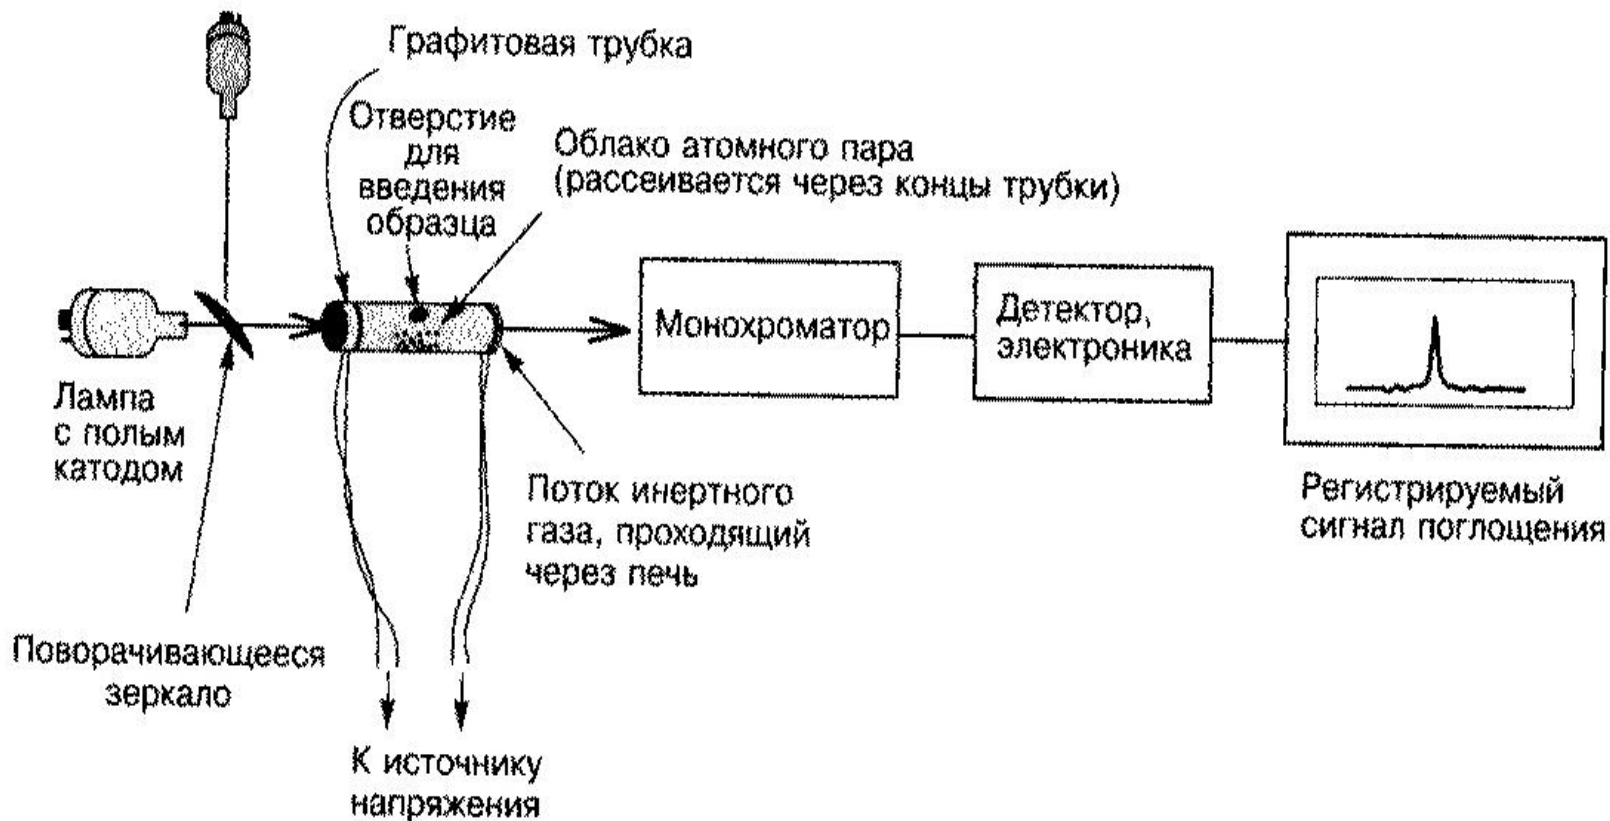 Графитовая трубка
Отверстие
для
введения
образца
Облако атомного пара
(рассеивается через концы трубки)
Монохроматор
Детектор,
электроника
Лампа
с полым
катодом
Поток инертного
газа, проходящий
через печь
Регистрируемый
сигнал поглощения
Поворачивающееся
зеркало
К источнику
напряжения